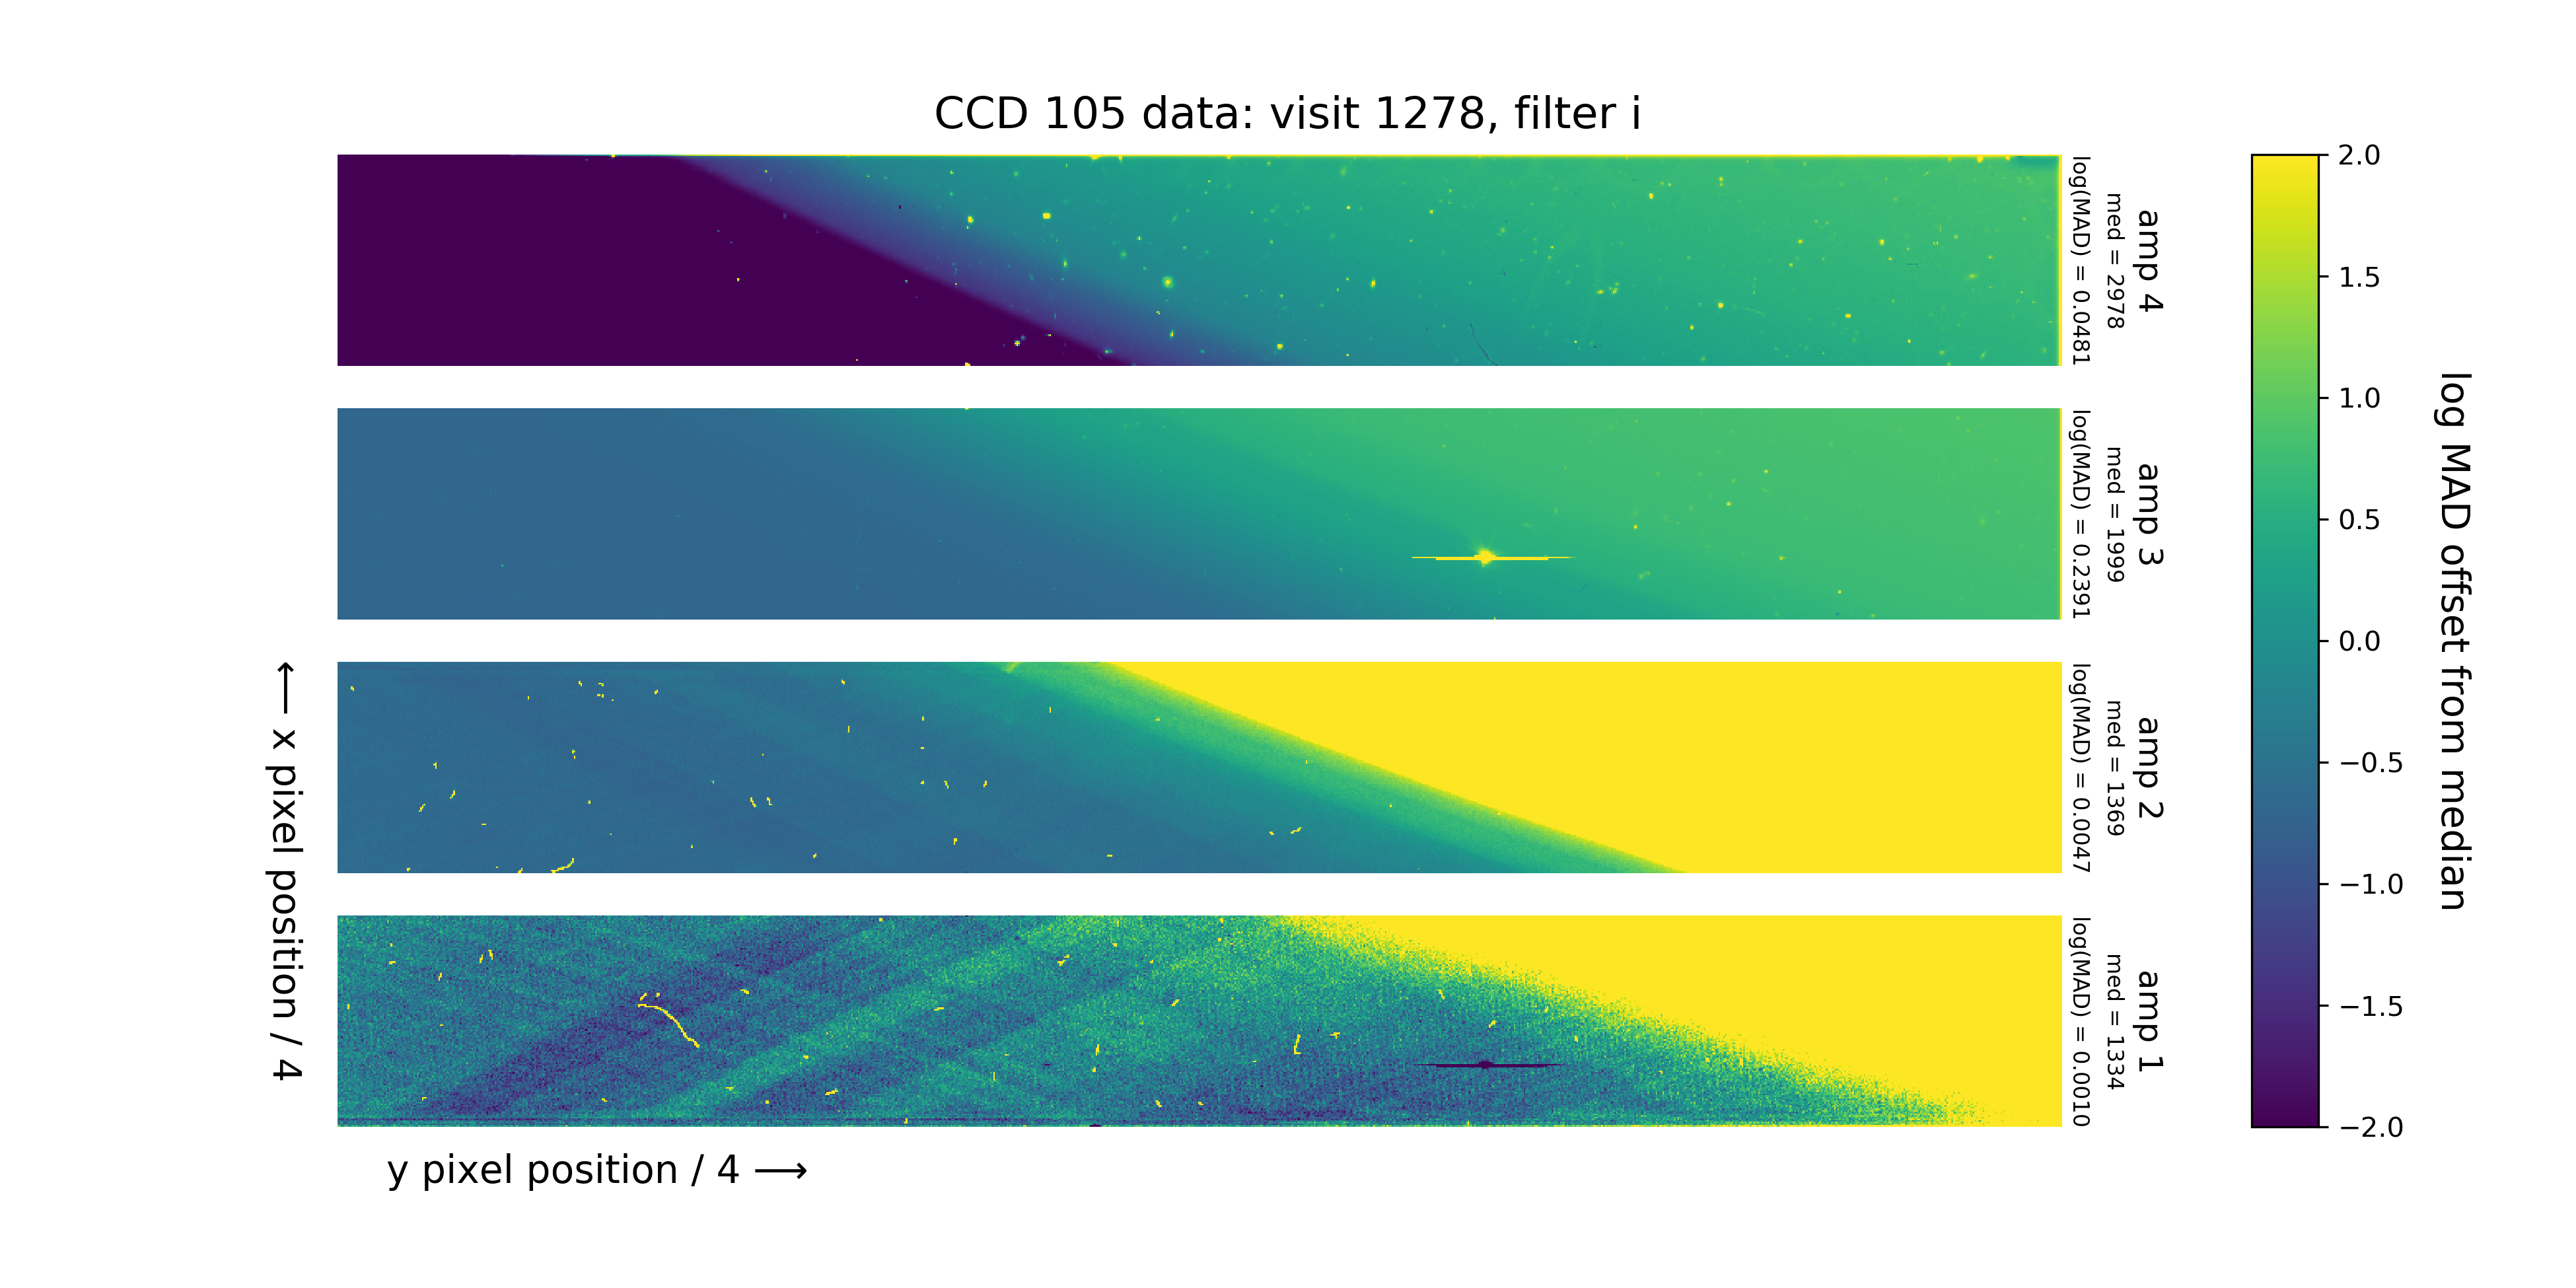 CCD 105 data: visit 1278, filter i
amp 4
med = 2978
log(MAD) = 0.0481
amp 3
med = 1999
log(MAD) = 0.2391
amp 2
med = 1369
log(MAD) = 0.0047
amp 1
med = 1334
log(MAD) = 0.0010
⟵ x pixel position / 4
y pixel position / 4 ⟶
2.0
1.5
1.0
0.5
0.0
−0.5
−1.0
−1.5
−2.0
log MAD offset from median